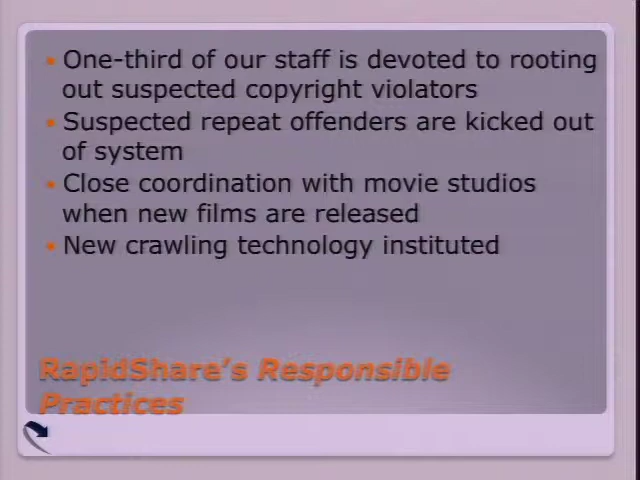 One-third of our staff is devoted to rooting
out suspected copyright violators
Suspected repeat offenders are kicked out
of system
Close coordination with movie studios
when new films are released
New crawling technology instituted
RapidShare's Responsible
Practices